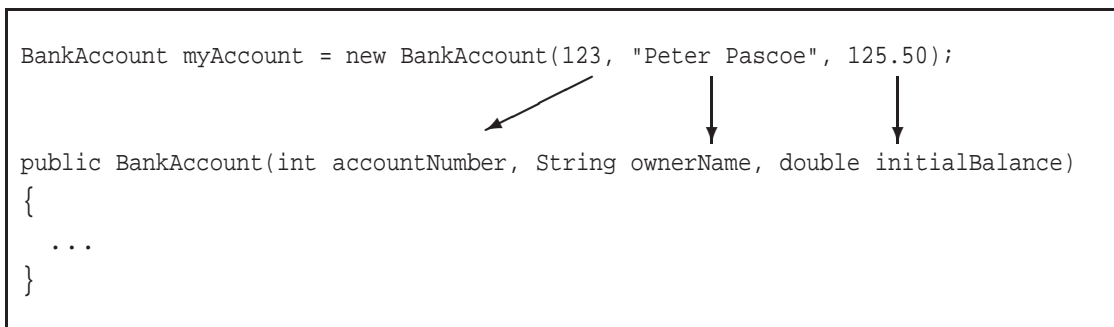 BankAccount myAccount = new BankAccount(123, "Peter Pascoe", 125.50);
public BankAccount(int accountNumber, String ownerName, double initialBalance)
{
...
}